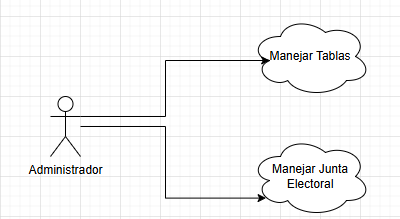 Manejar Tablas
Administrador
Manejar Junta
Electoral